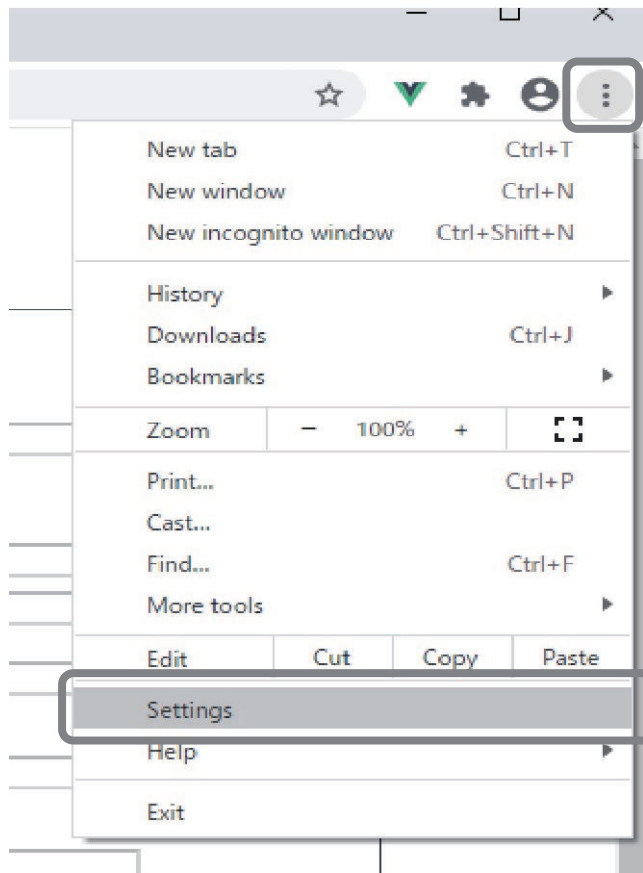 New tab Ctrl+T
New window Ctrl+N
New incognito window Ctrl+Shift+N
History
Downloads Ctrl+J
Bookmarks
Zoom − 100% +
Print... Ctrl+P
Cast...
Find... Ctrl+F
More tools
Edit Cut Copy Paste
Settings
Help
Exit